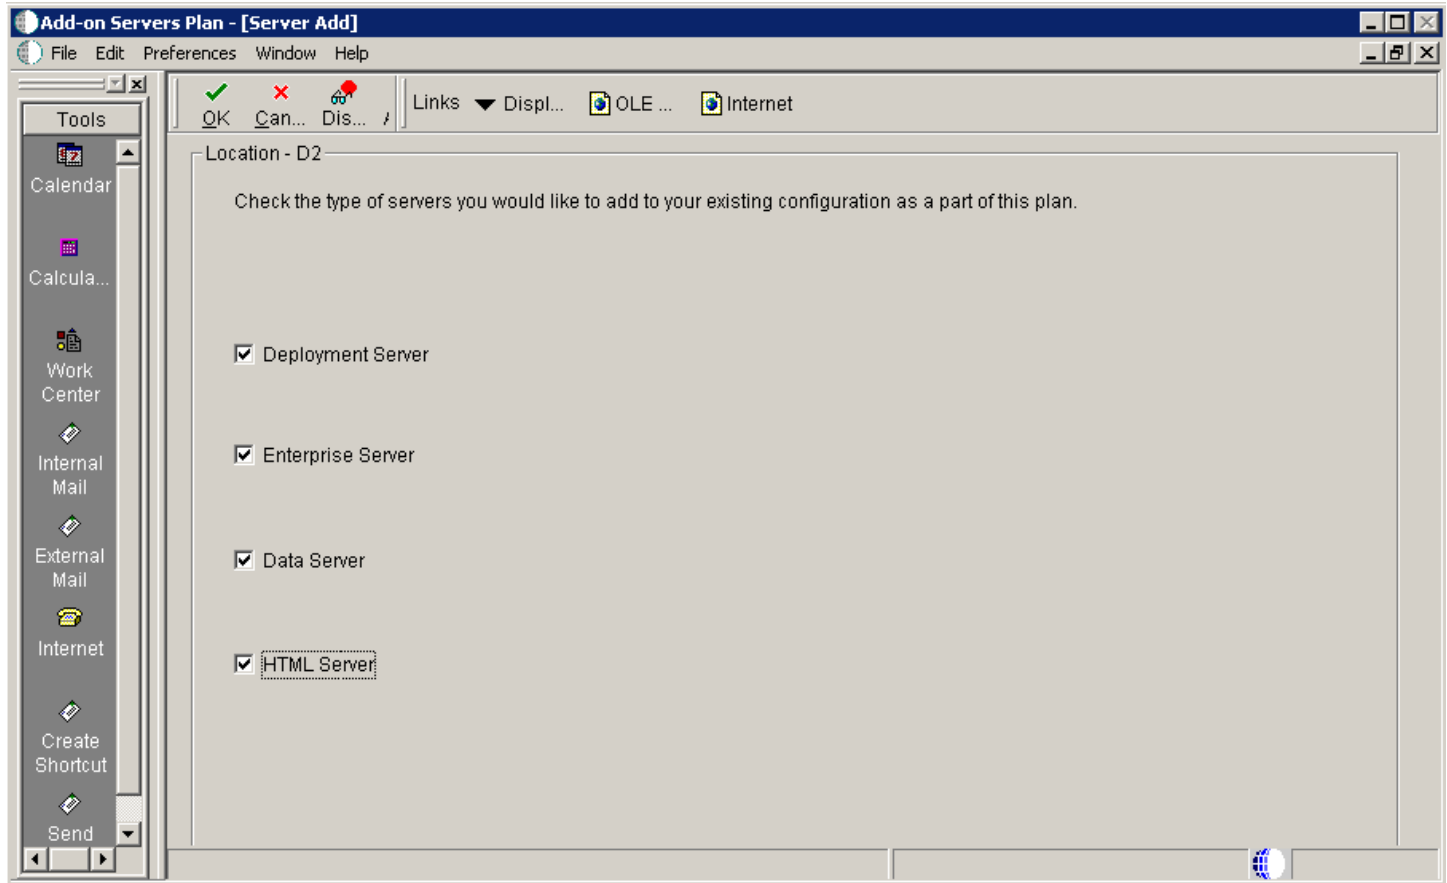 Add-on Servers Plan - [Server Add]
File Edit Preferences Window Help
Tools
Calendar
Calcula...
Work
Center
Internal
Mail
External
Mail
Internet
Create
Shortcut
Send
OK Can... Dis... Links Displ... OLE ... Internet
Location - D2
Check the type of servers you would like to add to your existing configuration as a part of this plan.
Deployment Server
Enterprise Server
Data Server
HTML Server